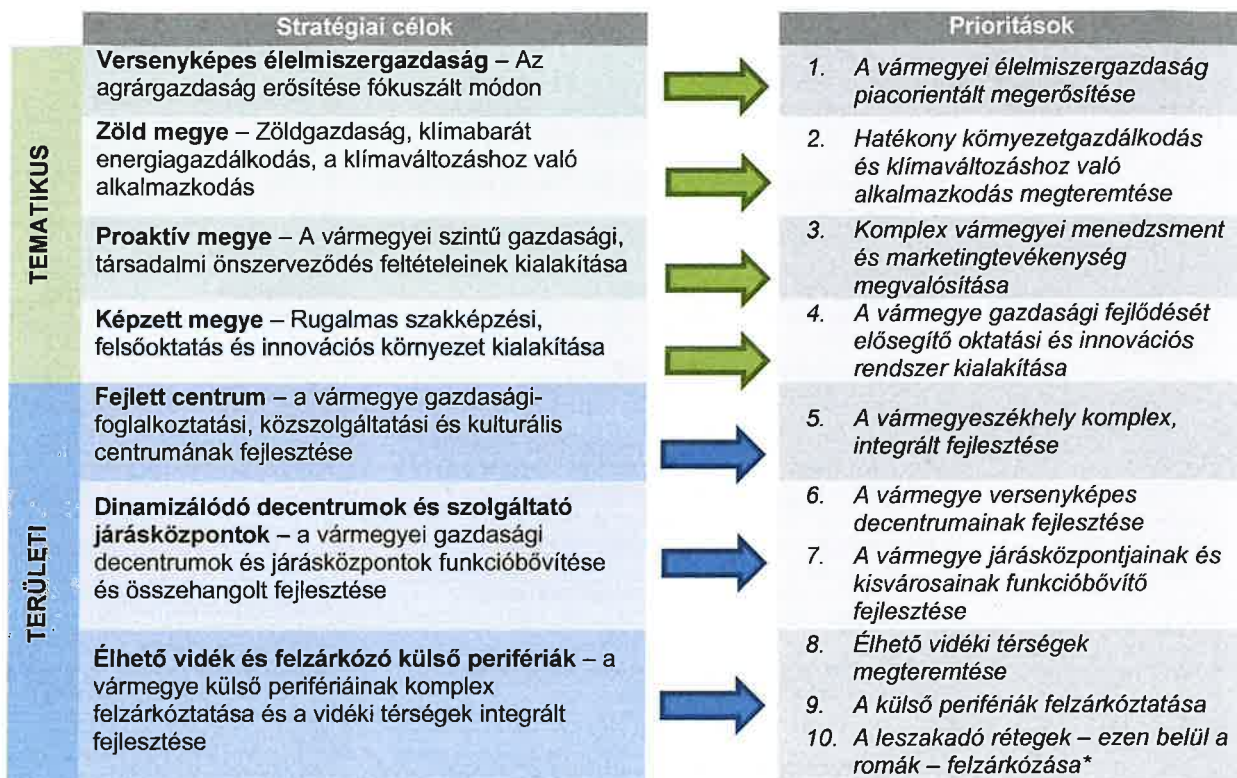 Stratégiai célok
Prioritások
TEMATIKUS
Versenyképes élelmiszergazdaság – Az
agrárgazdaság erősítése fókuszált módon
1. A vármegyei élelmiszergazdaság
piacorientált megerősítése
Zöld megye – Zöldgazdaság, klímabarát
energiagazdálkodás, a klímaváltozáshoz való
alkalmazkodás
2. Hatékony környezetgazdálkodás
és klímaváltozáshoz való
alkalmazkodás megteremtése
Proaktív megye – A vármegyei szintű gazdasági,
társadalmi önszerveződés feltételeinek kialakítása
3. Komplex vármegyei menedzsment
és marketingtevékenység
megvalósítása
Képzett megye – Rugalmas szakképzési,
felsőoktatás és innovációs környezet kialakítása
4. A vármegye gazdasági fejlődését
elősegítő oktatási és innovációs
rendszer kialakítása
TERÜLETI
Fejlett centrum – a vármegye gazdasági-
foglalkoztatási, közszolgáltatási és kulturális
centrumának fejlesztése
5. A vármegyeszékhely komplex,
integrált fejlesztése
Dinamizálódó decentrumok és szolgáltató
járásközpontok – a vármegyei gazdasági
decentrumok és járásközpontok funkcióbővítése
és összehangolt fejlesztése
6. A vármegye versenyképes
decentrumainak fejlesztése
7. A vármegye járásközpontjainak és
kisvárosainak funkcióbővítő
fejlesztése
Élhető vidék és felzárkózó külső perifériák – a
vármegye külső perifériáinak komplex
felzárkóztatása és a vidéki térségek integrált
fejlesztése
8. Élhető vidéki térségek
megteremtése
9. A külső perifériák felzárkóztatása
10. A leszakadó rétegek – ezen belül a
romák – felzárkózása*